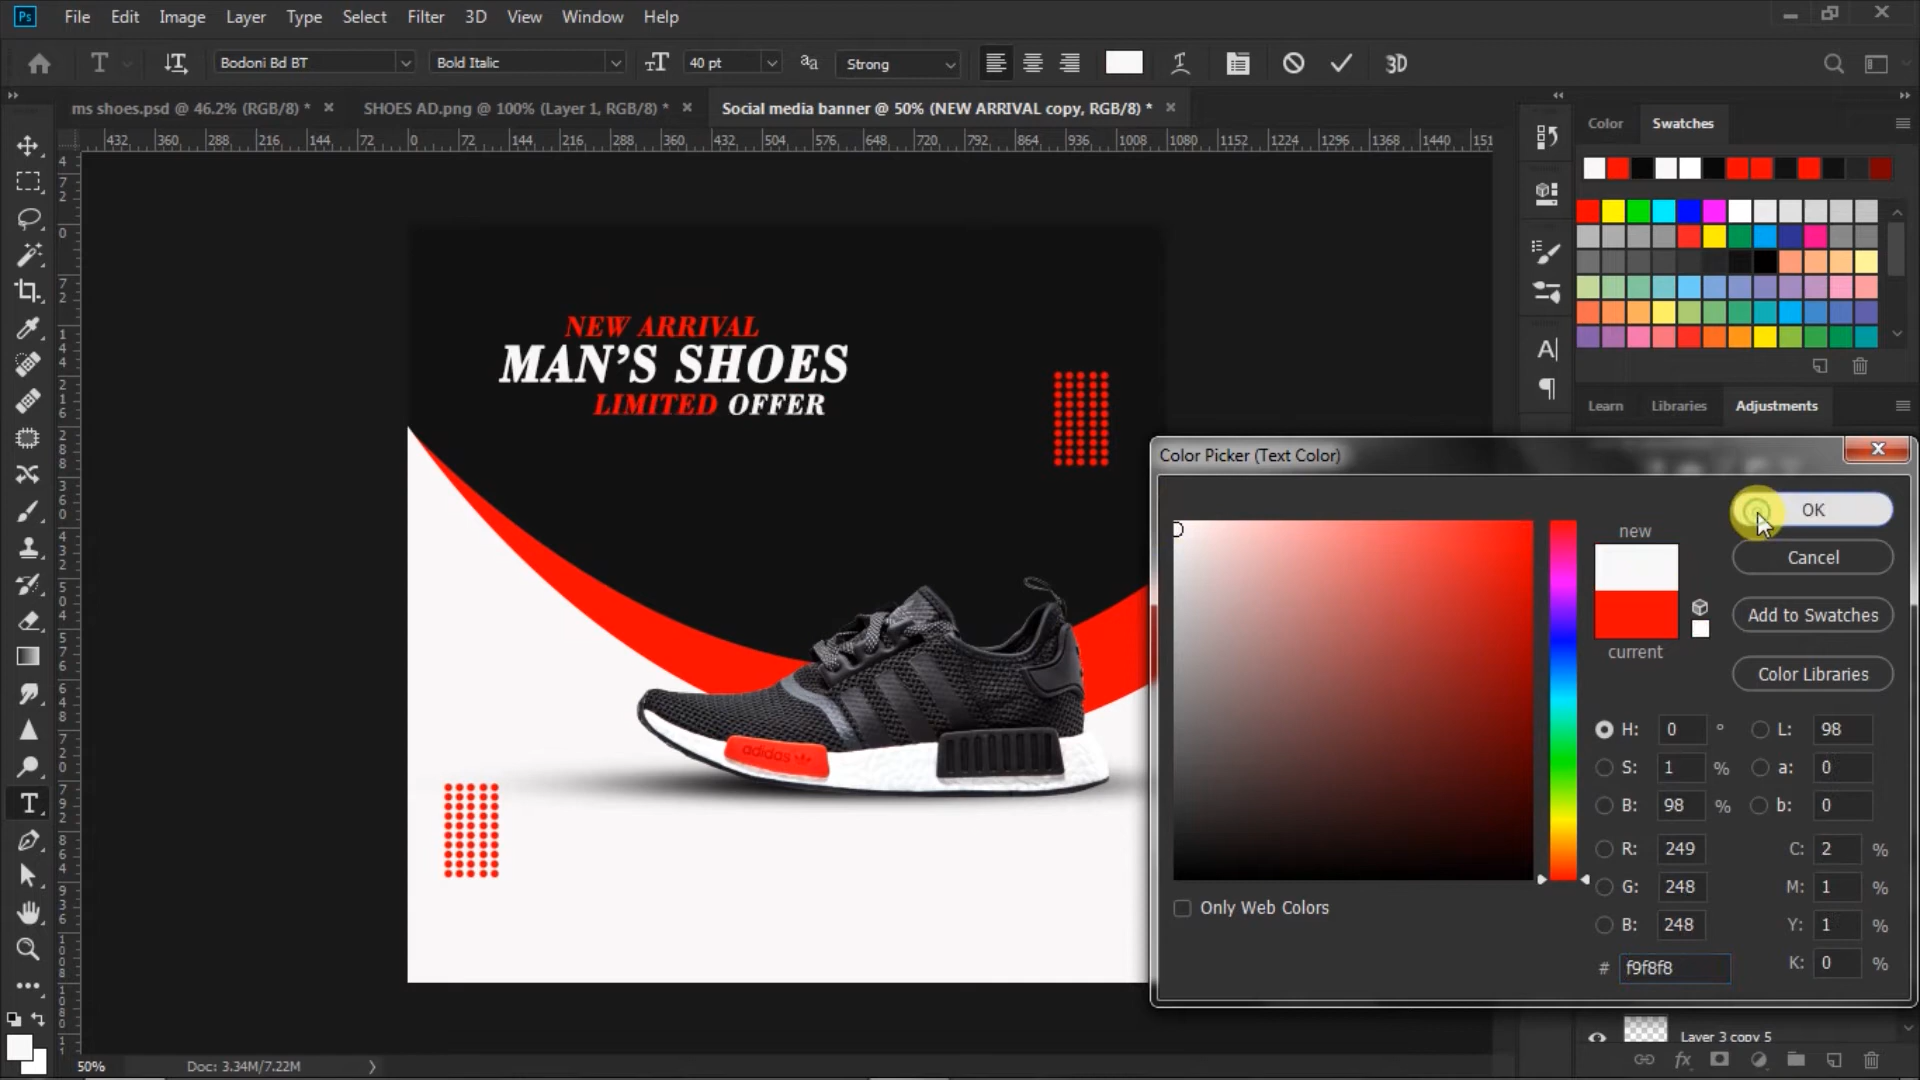 Ps File Edit Image Layer Type Select Filter 3D View Window Help
T Bodoni Bd BT Bold Italic 40 pt aa Strong 3D
ms shoes.psd @ 46.2% (RGB/8) * × SHOES AD.png @ 100% (Layer 1, RGB/8) * × Social media banner @ 50% (NEW ARRIVAL copy, RGB/8) * ×
Color Swatches
432 360 288 216 144 72 0 72 144 216 288 360 432 504 576 648 720 792 864 936 1008 1080 1152 1224 1296 1368 1440 151
NEW ARRIVAL
MAN'S SHOES
LIMITED OFFER
adidas
Learn Libraries Adjustments
Color Picker (Text Color)
OK
new
Cancel
Add to Swatches
current
Color Libraries
H: 0 ° L: 98
S: 1 % a: 0
B: 98 % b: 0
R: 249 C: 2 %
G: 248 M: 1 %
B: 248 Y: 1 %
# f9f8f8 K: 0 %
Only Web Colors
Layer 3 copy 5
50% Doc: 3.34M/7.22M